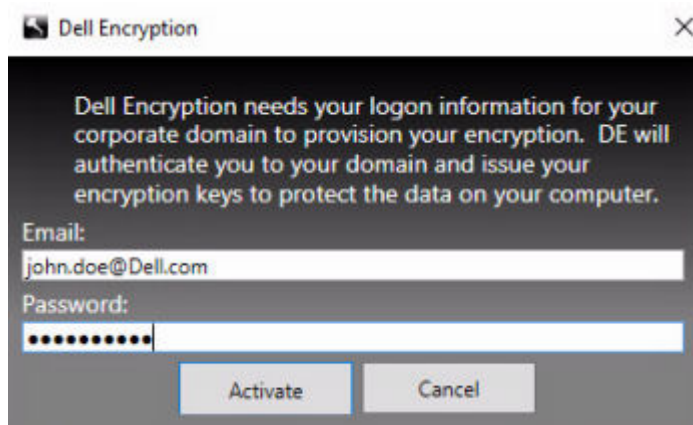 Dell Encryption
Dell Encryption needs your logon information for your
corporate domain to provision your encryption.  DE will
authenticate you to your domain and issue your
encryption keys to protect the data on your computer.
Email:
john.doe@Dell.com
Password:
●●●●●●●●●●
Activate Cancel